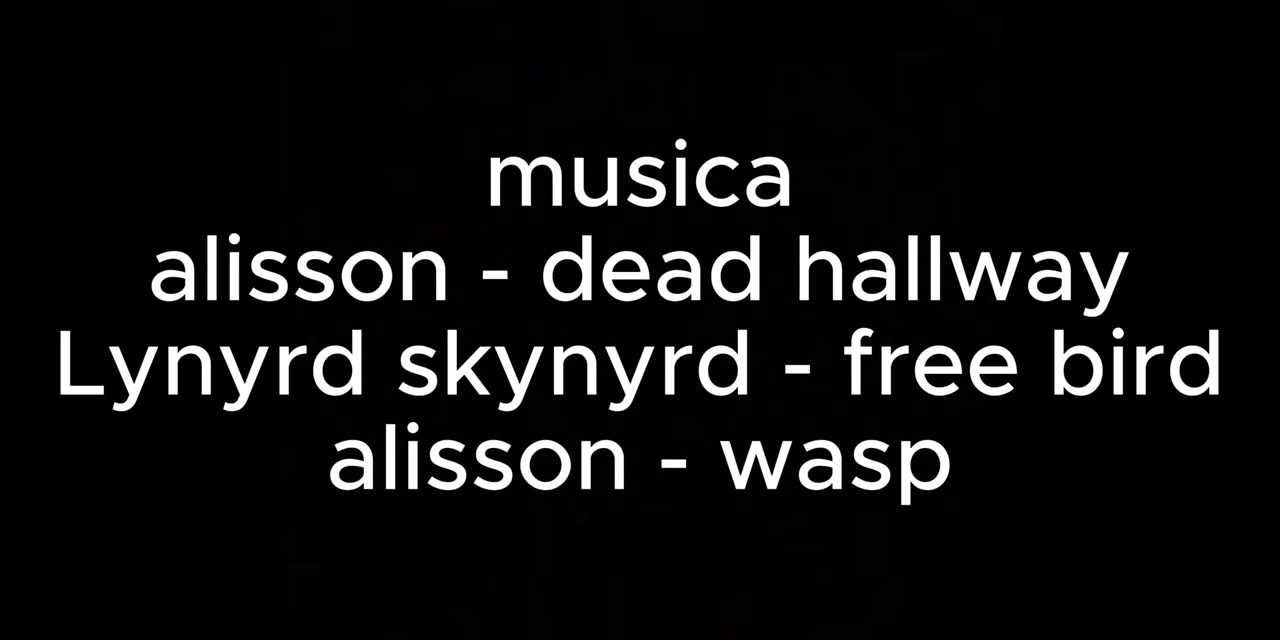 musica
alisson - dead hallway
Lynyrd skynyrd - free bird
alisson - wasp